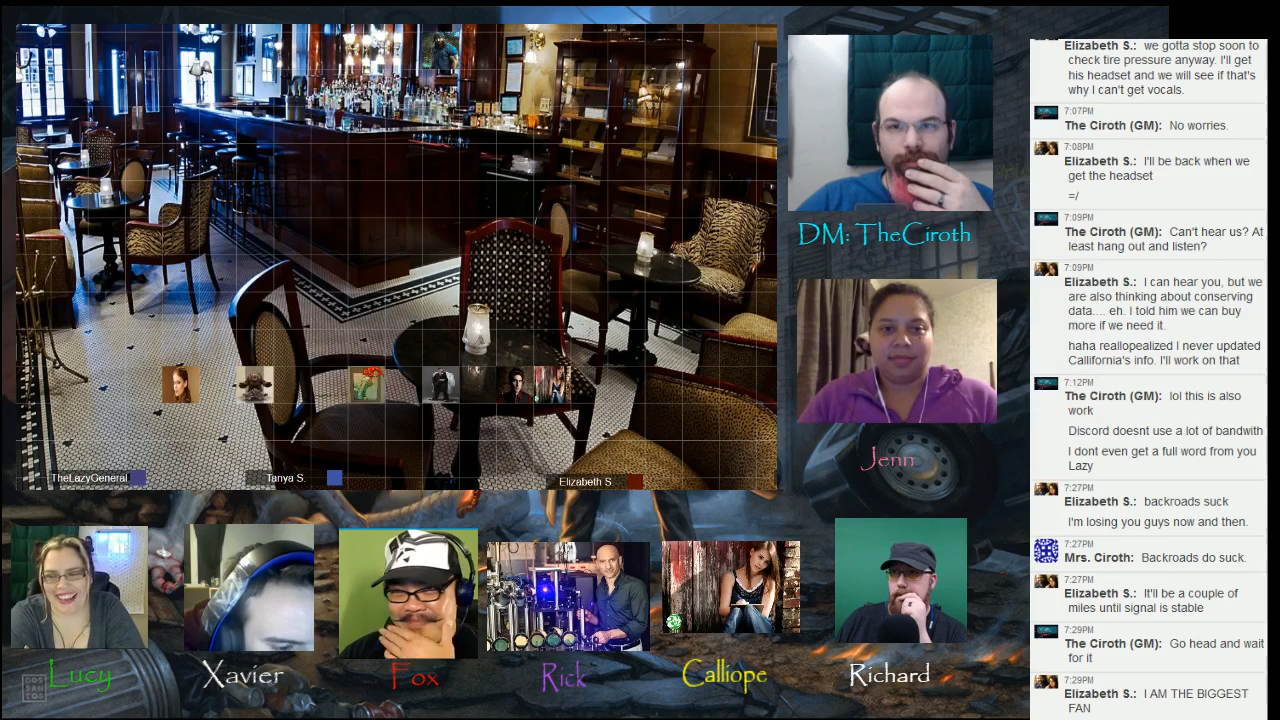 TheLazyGeneral
Tanya S.
Elizabeth S
DM: TheCiroth
Jenn
Lucy
Xavier
Fox
Rick
Calliope
Richard
DOS
SAN
TOS
Elizabeth S.: we gotta stop soon to
check tire pressure anyway. I'll get
his headset and we will see if that's
why I can't get vocals.
7:07PM
The Ciroth (GM): No worries.
7:08PM
Elizabeth S.: I'll be back when we
get the headset
=/
7:09PM
The Ciroth (GM): Can't hear us? At
least hang out and listen?
7:09PM
Elizabeth S.: I can hear you, but we
are also thinking about conserving
data.... eh. I told him we can buy
more if we need it.
haha reallopealized I never updated
Callifornia's info. I'll work on that
7:12PM
The Ciroth (GM): lol this is also
work
Discord doesnt use a lot of bandwith
I dont even get a full word from you
Lazy
7:27PM
Elizabeth S.: backroads suck
I'm losing you guys now and then.
7:27PM
Mrs. Ciroth: Backroads do suck.
7:27PM
Elizabeth S.: It'll be a couple of
miles until signal is stable
7:29PM
The Ciroth (GM): Go head and wait
for it
7:29PM
Elizabeth S.: I AM THE BIGGEST
FAN